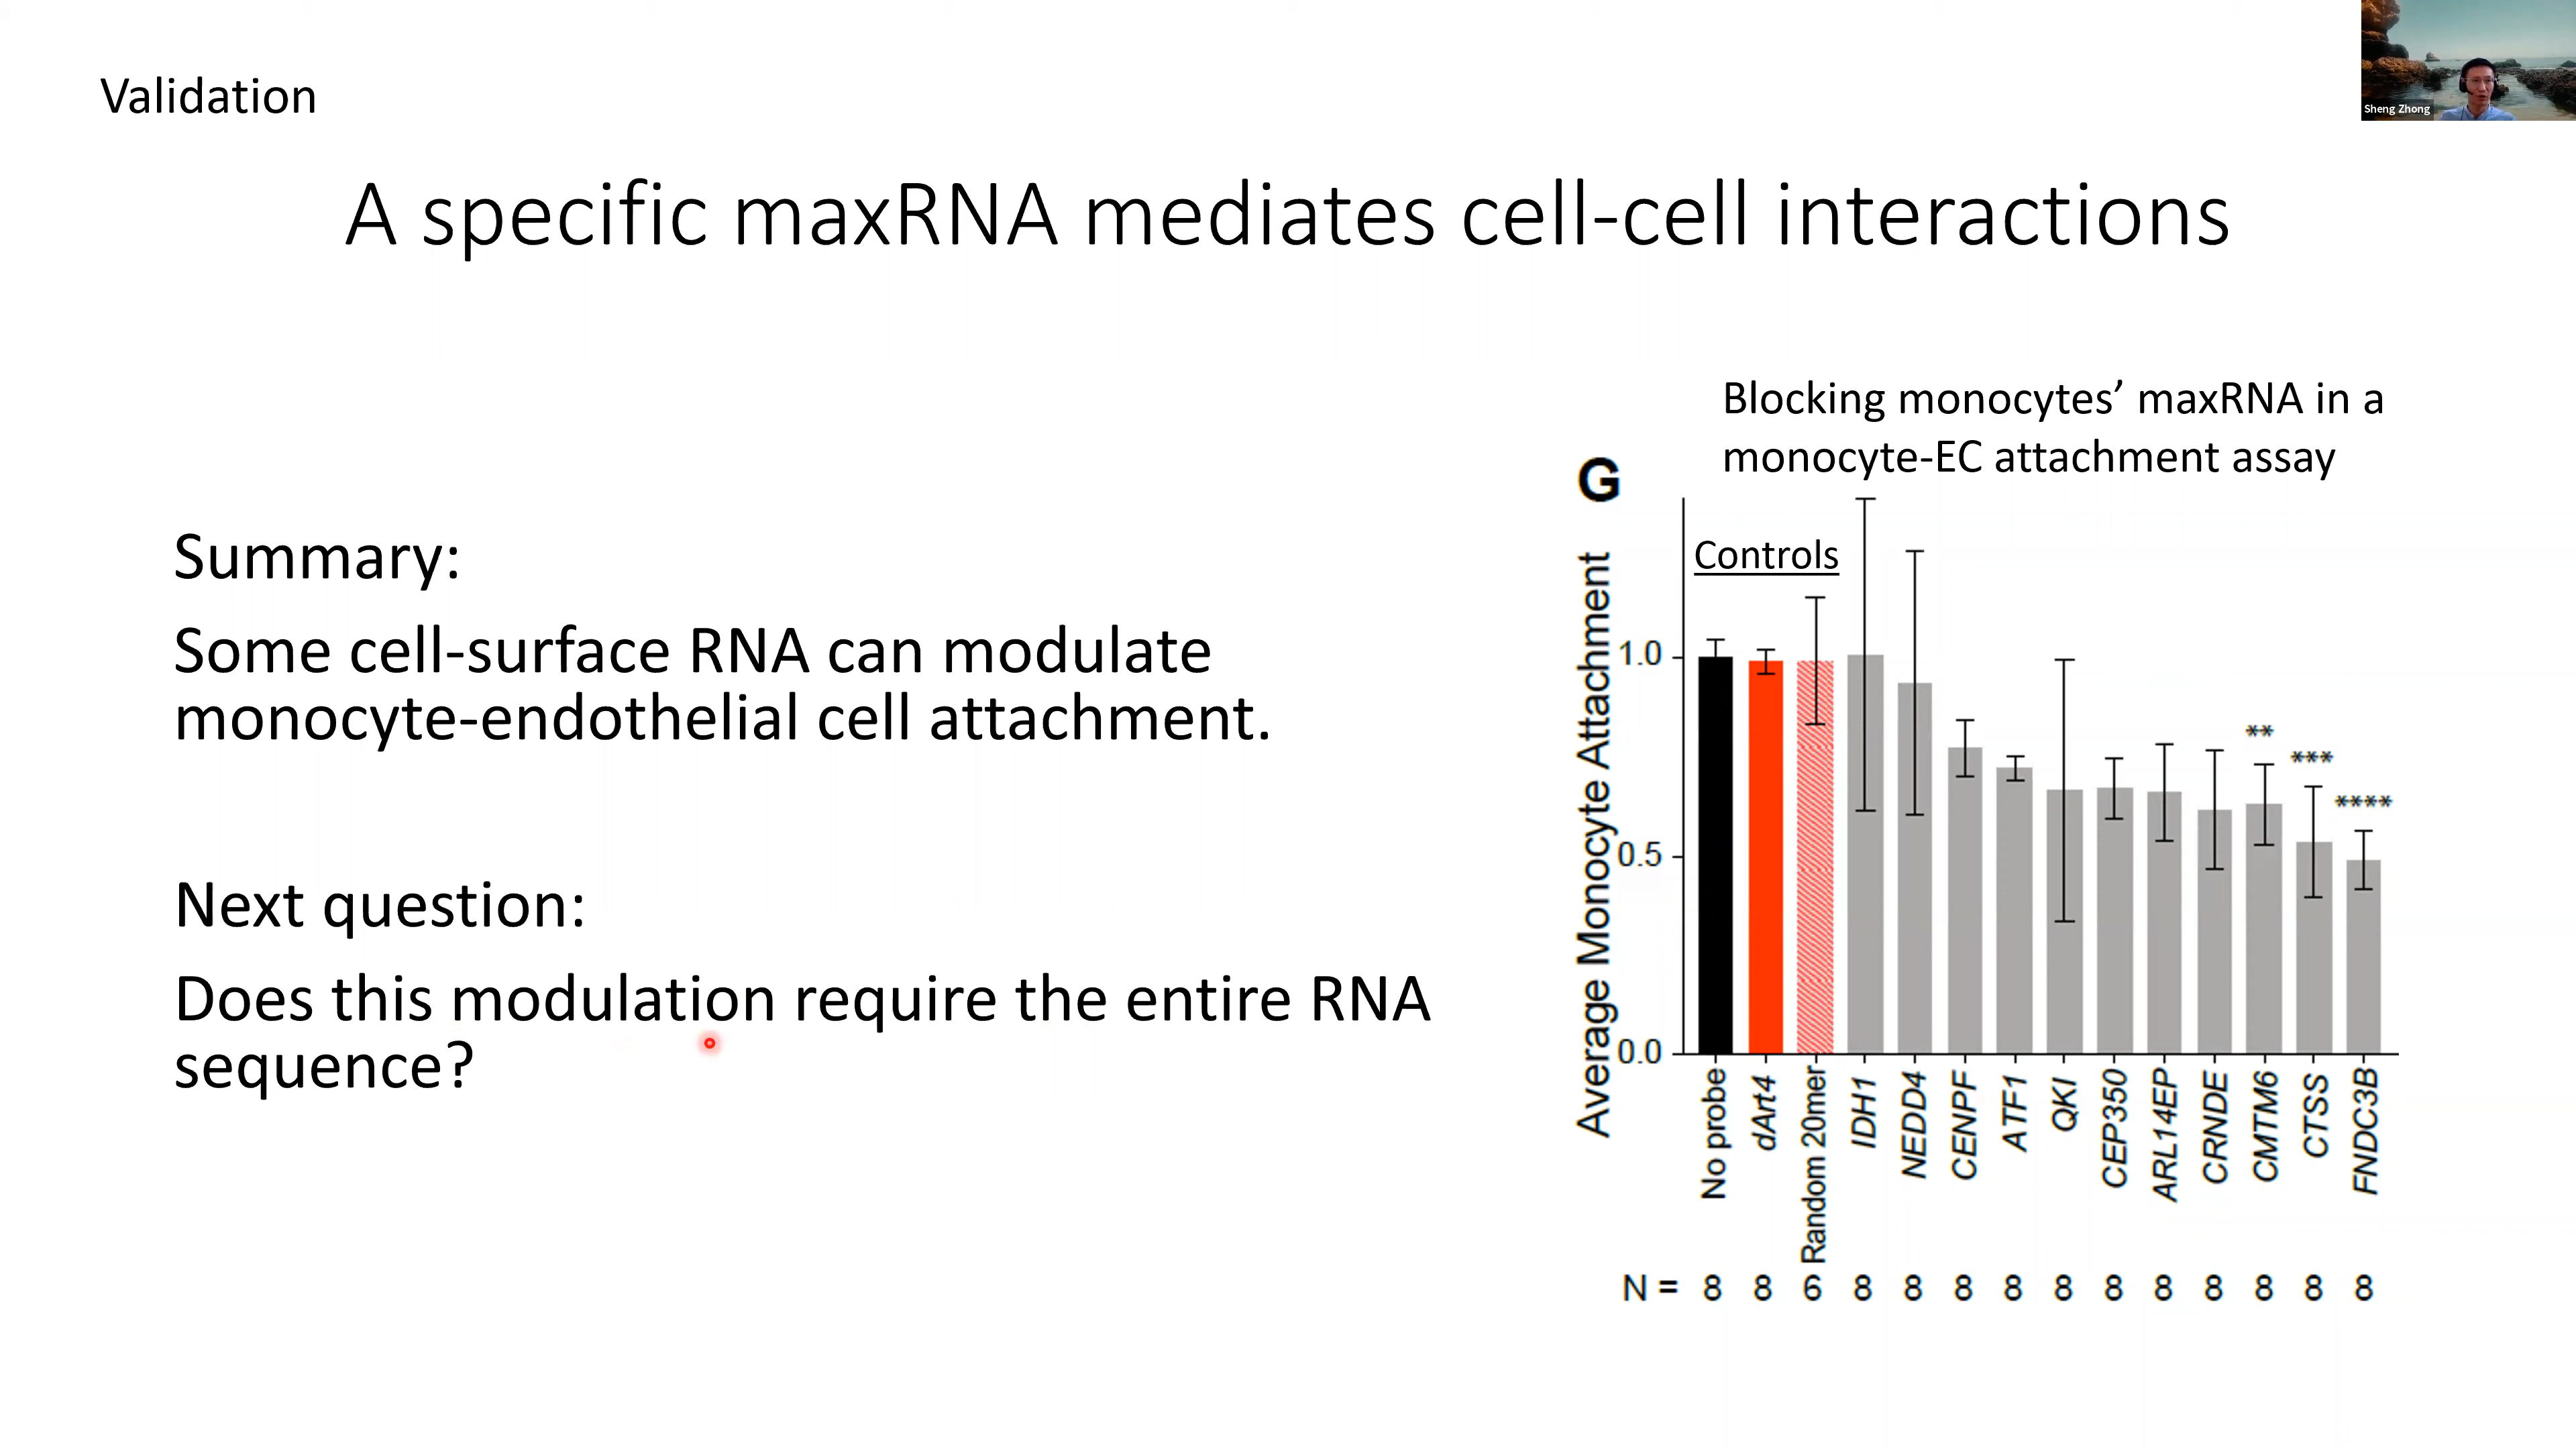 Validation
Sheng Zhong
A specific maxRNA mediates cell-cell interactions
Summary:
Some cell-surface RNA can modulate
monocyte-endothelial cell attachment.
Next question:
Does this modulation require the entire RNA
sequence?
Blocking monocytes’ maxRNA in a
monocyte-EC attachment assay
G
Controls
Average Monocyte Attachment
1.0
0.5
0.0
**
***
****
No probe
dArt4
Random 20mer
IDH1
NEDD4
CENPF
ATF1
QKI
CEP350
ARL14EP
CRNDE
CMTM6
CTSS
FNDC3B
N = 8 8 6 8 8 8 8 8 8 8 8 8 8 8